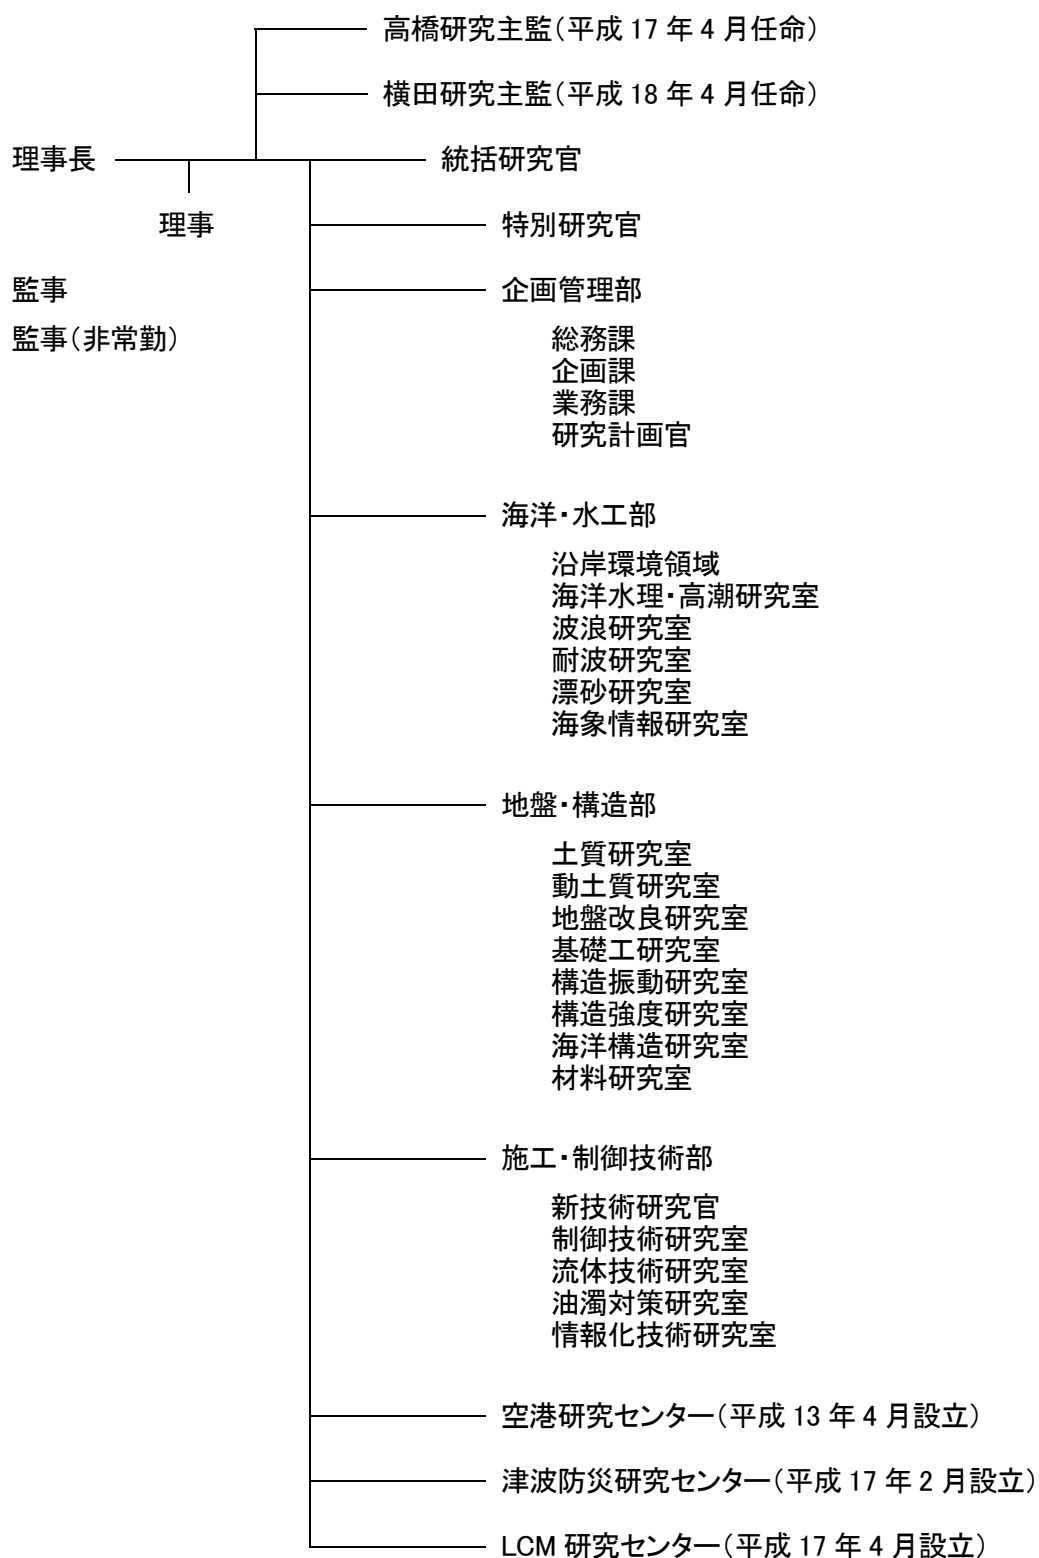 高橋研究主監(平成 17 年 4 月任命)
横田研究主監(平成 18 年 4 月任命)
理事長
統括研究官
理事
特別研究官
監事
企画管理部
監事(非常勤)
総務課
企画課
業務課
研究計画官
海洋・水工部
沿岸環境領域
海洋水理・高潮研究室
波浪研究室
耐波研究室
漂砂研究室
海象情報研究室
地盤・構造部
土質研究室
動土質研究室
地盤改良研究室
基礎工研究室
構造振動研究室
構造強度研究室
海洋構造研究室
材料研究室
施工・制御技術部
新技術研究官
制御技術研究室
流体技術研究室
油濁対策研究室
情報化技術研究室
空港研究センター(平成 13 年 4 月設立)
津波防災研究センター(平成 17 年 2 月設立)
LCM 研究センター(平成 17 年 4 月設立)